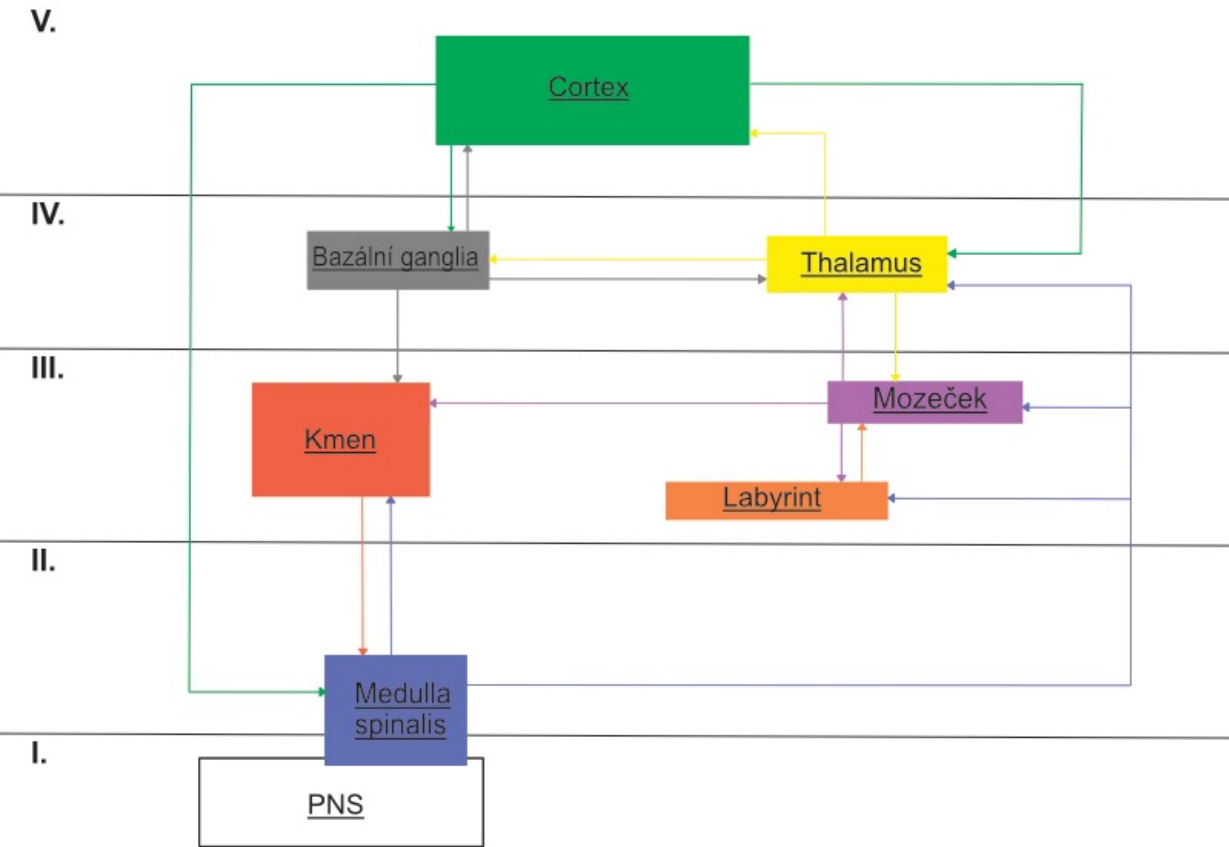 V.
Cortex
IV.
Bazální ganglia
Thalamus
III.
Mozeček
Kmen
Labyrint
II.
Medulla
spinalis
I.
PNS